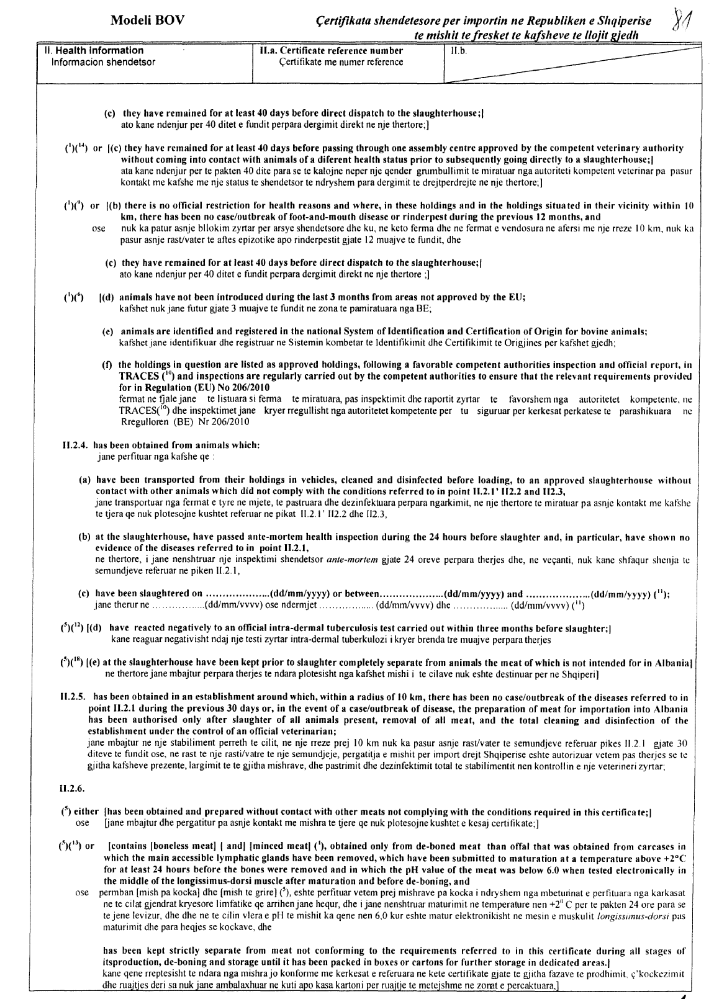 Modeli BOV
Çertifikata shendetesore per importin ne Republiken e Shqiperise
te mishit te fresket te kafsheve te llojit gjedh
81
II. Health information
Informacion shendetsor
II.a. Certificate reference number
Çertifikate me numer reference
II.b.
(c) they have remained for at least 40 days before direct dispatch to the slaughterhouse;]
ato kane ndenjur per 40 ditet e fundit perpara dergimit direkt ne nje thertore;]
(¹)(¹⁴) or [(c) they have remained for at least 40 days before passing through one assembly centre approved by the competent veterinary authority
without coming into contact with animals of a diferent health status prior to subsequently going directly to a slaughterhouse;]
ata kane ndenjur per te pakten 40 dite para se te kalojne neper nje qender grumbullimit te miratuar nga autoriteti kompetent veterinar pa pasur
kontakt me kafshe me nje status te shendetsor te ndryshem para dergimit te drejtperdrejte ne nje thertore;]
(¹)(⁹) or [(b) there is no official restriction for health reasons and where, in these holdings and in the holdings situated in their vicinity within 10
km, there has been no case/outbreak of foot-and-mouth disease or rinderpest during the previous 12 months, and
ose nuk ka patur asnje bllokim zyrtar per arsye shendetsore dhe ku, ne keto ferma dhe ne fermat e vendosura ne afersi me nje rreze 10 km, nuk ka
pasur asnje rast/vater te aftes epizotike apo rinderpestit gjate 12 muajve te fundit, dhe
(c) they have remained for at least 40 days before direct dispatch to the slaughterhouse;]
ato kane ndenjur per 40 ditet e fundit perpara dergimit direkt ne nje thertore ;]
(¹)(⁶) [(d) animals have not been introduced during the last 3 months from areas not approved by the EU;
kafshet nuk jane futur gjate 3 muajve te fundit ne zona te pamiratuara nga BE;
(e) animals are identified and registered in the national System of Identification and Certification of Origin for bovine animals;
kafshet jane identifikuar dhe registruar ne Sistemin kombetar te Identifikimit dhe Certifikimit te Origjines per kafshet gjedh;
(f) the holdings in question are listed as approved holdings, following a favorable competent authorities inspection and official report, in
TRACES (¹⁰) and inspections are regularly carried out by the competent authorities to ensure that the relevant requirements provided
for in Regulation (EU) No 206/2010
fermat ne fjale jane te listuara si ferma te miratuara, pas inspektimit dhe raportit zyrtar te favorshem nga autoritetet kompetente, ne
TRACES(¹⁰) dhe inspektimet jane kryer rregullisht nga autoritetet kompetente per tu siguruar per kerkesat perkatese te parashikuara ne
Rregulloren (BE) Nr 206/2010
II.2.4. has been obtained from animals which:
jane perfituar nga kafshe qe :
(a) have been transported from their holdings in vehicles, cleaned and disinfected before loading, to an approved slaughterhouse without
contact with other animals which did not comply with the conditions referred to in point II.2.1' II2.2 and II2.3,
jane transportuar nga fermat e tyre ne mjete, te pastruara dhe dezinfektuara perpara ngarkimit, ne nje thertore te miratuar pa asnje kontakt me kafshe
te tjera qe nuk plotesojne kushtet referuar ne pikat II.2.1' II2.2 dhe II2.3,
(b) at the slaughterhouse, have passed ante-mortem health inspection during the 24 hours before slaughter and, in particular, have shown no
evidence of the diseases referred to in point II.2.1,
ne thertore, i jane nenshtruar nje inspektimi shendetsor ante-mortem gjate 24 oreve perpara therjes dhe, ne veçanti, nuk kane shfaqur shenja te
semundjeve referuar ne piken II.2.1,
(c) have been slaughtered on ...................(dd/mm/yyyy) or between...................(dd/mm/yyyy) and ...................(dd/mm/yyyy) (¹¹);
jane therur ne ................(dd/mm/vvvv) ose ndermjet ................. (dd/mm/vvvv) dhe ................. (dd/mm/vvvv) (¹¹)
(⁵)(¹²) [(d) have reacted negatively to an official intra-dermal tuberculosis test carried out within three months before slaughter;]
kane reaguar negativisht ndaj nje testi zyrtar intra-dermal tuberkulozi i kryer brenda tre muajve perpara therjes
(⁵)(¹⁸) [(e) at the slaughterhouse have been kept prior to slaughter completely separate from animals the meat of which is not intended for in Albania]
ne thertore jane mbajtur perpara therjes te ndara plotesisht nga kafshet mishi i te cilave nuk eshte destinuar per ne Shqiperi]
II.2.5. has been obtained in an establishment around which, within a radius of 10 km, there has been no case/outbreak of the diseases referred to in
point II.2.1 during the previous 30 days or, in the event of a case/outbreak of disease, the preparation of meat for importation into Albania
has been authorised only after slaughter of all animals present, removal of all meat, and the total cleaning and disinfection of the
establishment under the control of an official veterinarian;
jane mbajtur ne nje stabiliment perreth te cilit, ne nje rreze prej 10 km nuk ka pasur asnje rast/vater te semundjeve referuar pikes II.2.1 gjate 30
diteve te fundit ose, ne rast te nje rasti/vatre te nje semundjeje, pergatitja e mishit per import drejt Shqiperise eshte autorizuar vetem pas therjes se te
gjitha kafsheve prezente, largimit te te gjitha mishrave, dhe pastrimit dhe dezinfektimit total te stabilimentit nen kontrollin e nje veterineri zyrtar;
II.2.6.
(⁵) either [has been obtained and prepared without contact with other meats not complying with the conditions required in this certificate;]
ose [jane mbajtur dhe pergatitur pa asnje kontakt me mishra te tjere qe nuk plotesojne kushtet e kesaj certifikate;]
(⁵)(¹³) or [contains [boneless meat] [ and] [minced meat] (¹), obtained only from de-boned meat than offal that was obtained from carcases in
which the main accessible lymphatic glands have been removed, which have been submitted to maturation at a temperature above +2°C
for at least 24 hours before the bones were removed and in which the pH value of the meat was below 6.0 when tested electronically in
the middle of the longissimus-dorsi muscle after maturation and before de-boning, and
ose permban [mish pa kocka] dhe [mish te grire] (⁵), eshte perfituar vetem prej mishrave pa kocka i ndryshem nga mbeturinat e perfituara nga karkasat
ne te cilat gjendrat kryesore limfatike qe arrihen jane hequr, dhe i jane nenshtruar maturimit ne temperature nen +2⁰ C per te pakten 24 ore para se
te jene levizur, dhe dhe ne te cilin vlera e pH te mishit ka qene nen 6,0 kur eshte matur elektronikisht ne mesin e muskulit longissimus-dorsi pas
maturimit dhe para heqjes se kockave, dhe
has been kept strictly separate from meat not conforming to the requirements referred to in this certificate during all stages of
itsproduction, de-boning and storage until it has been packed in boxes or cartons for further storage in dedicated areas.]
kane qene rreptesisht te ndara nga mishra jo konforme me kerkesat e referuara ne kete certifikate gjate te gjitha fazave te prodhimit, ç'kockezimit
dhe ruajtjes deri sa nuk jane ambalaxhuar ne kuti apo kasa kartoni per ruajtje te metejshme ne zonat e percaktuara,]